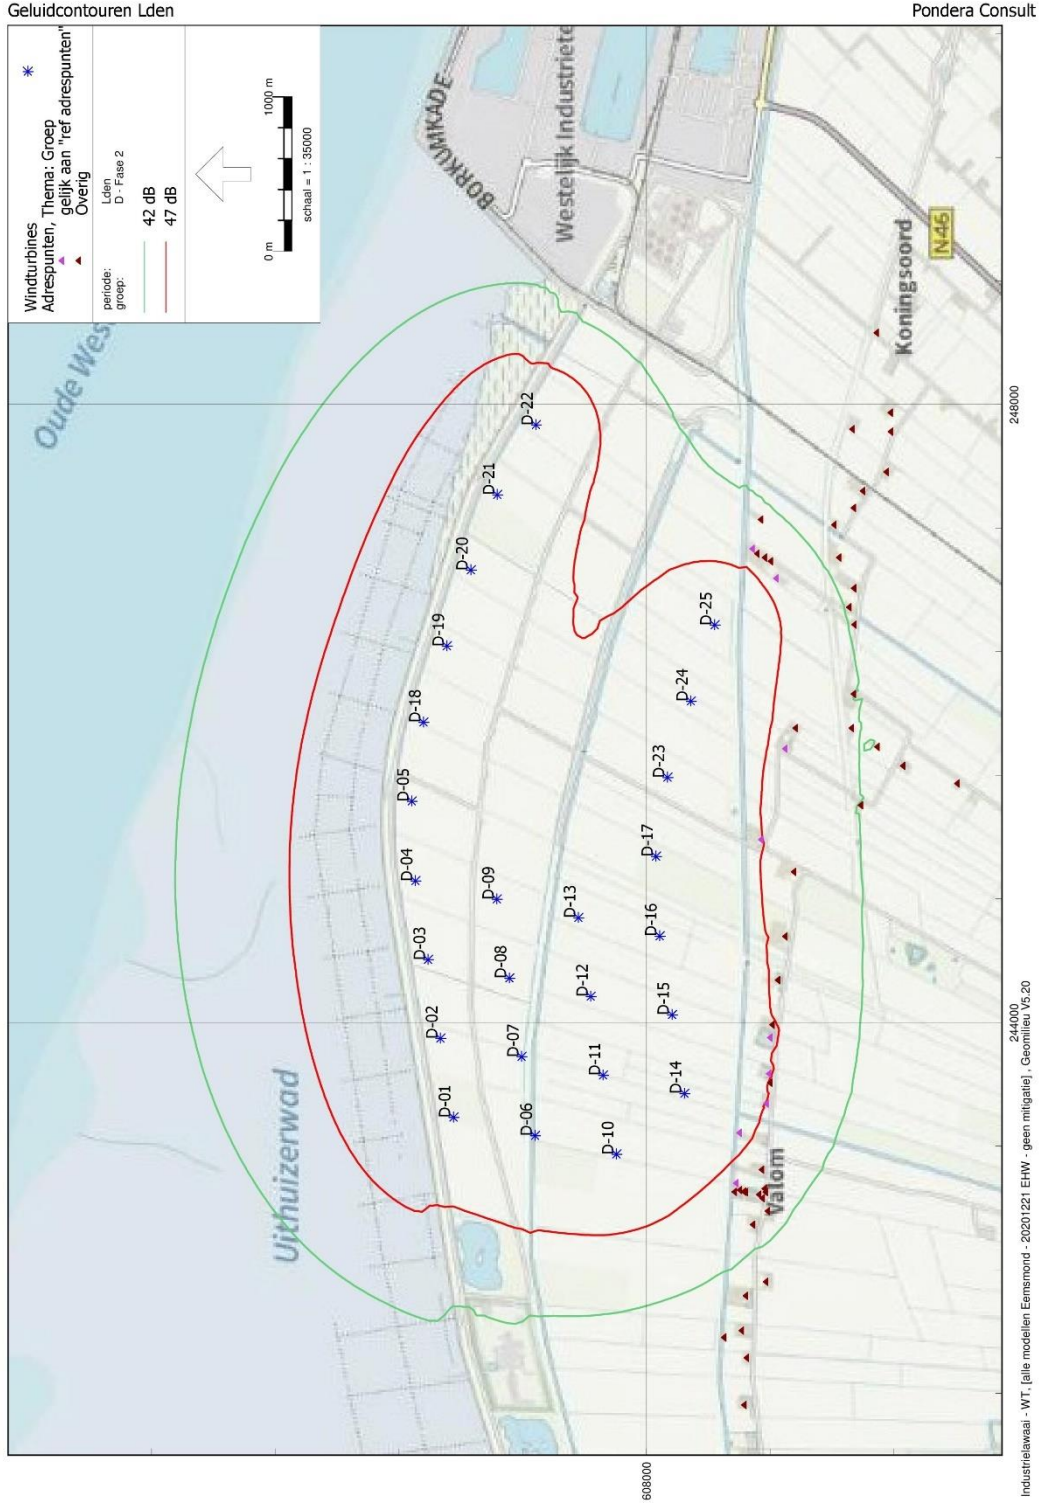 Geluidcontouren Lden
Pondera Consult
Windturbines
Adrespunten, Thema: Groep
gelijk aan "ref adrespunten"
Overig
periode: Lden
groep: D - Fase 2
42 dB
47 dB
0 m 1000 m
schaal = 1 : 35000
Oude Wes
BORKUMKADE
Westelijk Industriete
Koningsoord
N46
Uithuizerwad
Valom
D-01
D-02
D-03
D-04
D-05
D-18
D-19
D-20
D-21
D-22
D-06
D-07
D-08
D-09
D-10
D-11
D-12
D-13
D-14
D-15
D-16
D-17
D-23
D-24
D-25
244000
248000
608000
Industrielawaai - WT, [alle modellen Eemsmond - 20201221 EHW - geen mitigatie] , Geomilieu V5.20